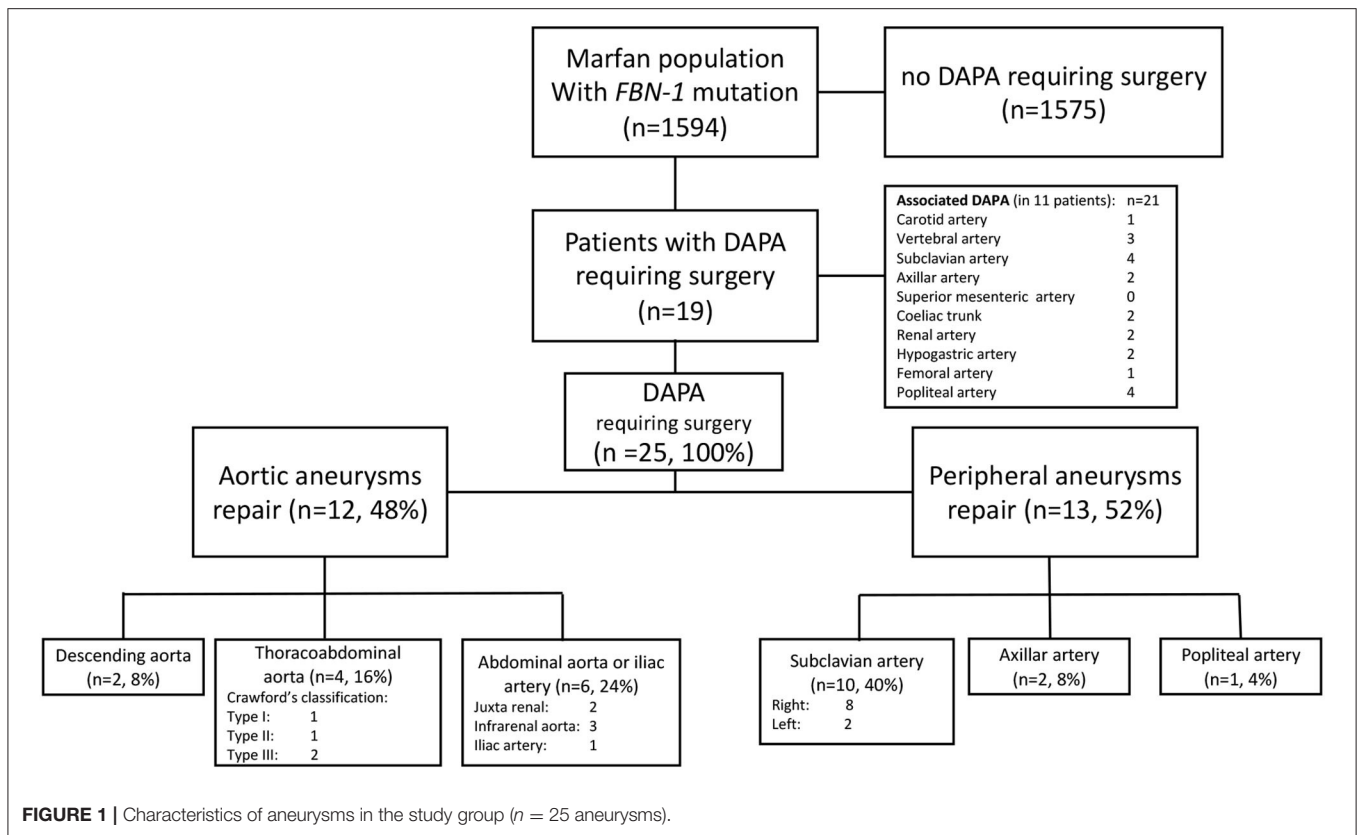 Marfan population
With FBN-1 mutation
(n=1594)
no DAPA requiring surgery
(n=1575)
Patients with DAPA
requiring surgery
(n=19)
Associated DAPA (in 11 patients): n=21
Carotid artery 1
Vertebral artery 3
Subclavian artery 4
Axillar artery 2
Superior mesenteric artery 0
Coeliac trunk 2
Renal artery 2
Hypogastric artery 2
Femoral artery 1
Popliteal artery 4
DAPA
requiring surgery
(n =25, 100%)
Aortic aneurysms
repair (n=12, 48%)
Peripheral aneurysms
repair (n=13, 52%)
Descending aorta
(n=2, 8%)
Thoracoabdominal
aorta (n=4, 16%)
Crawford's classification:
Type I: 1
Type II: 1
Type III: 2
Abdominal aorta or iliac
artery (n=6, 24%)
Juxta renal: 2
Infrarenal aorta: 3
Iliac artery: 1
Subclavian artery
(n=10, 40%)
Right: 8
Left: 2
Axillar artery
(n=2, 8%)
Popliteal artery
(n=1, 4%)
FIGURE 1 | Characteristics of aneurysms in the study group (n = 25 aneurysms).